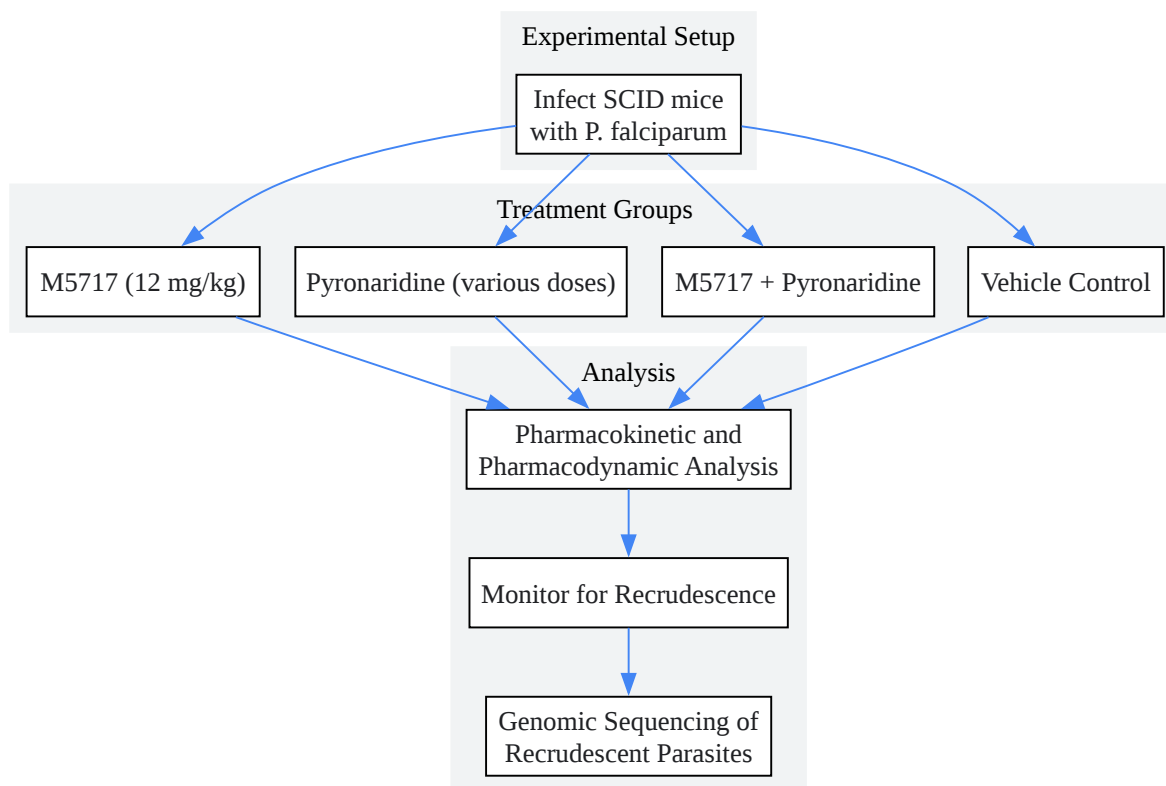 Experimental Setup
Infect SCID mice
with P. falciparum
Treatment Groups
M5717 (12 mg/kg)
Pyronaridine (various doses)
M5717 + Pyronaridine
Vehicle Control
Analysis
Pharmacokinetic and
Pharmacodynamic Analysis
Monitor for Recrudescence
Genomic Sequencing of
Recrudescent Parasites